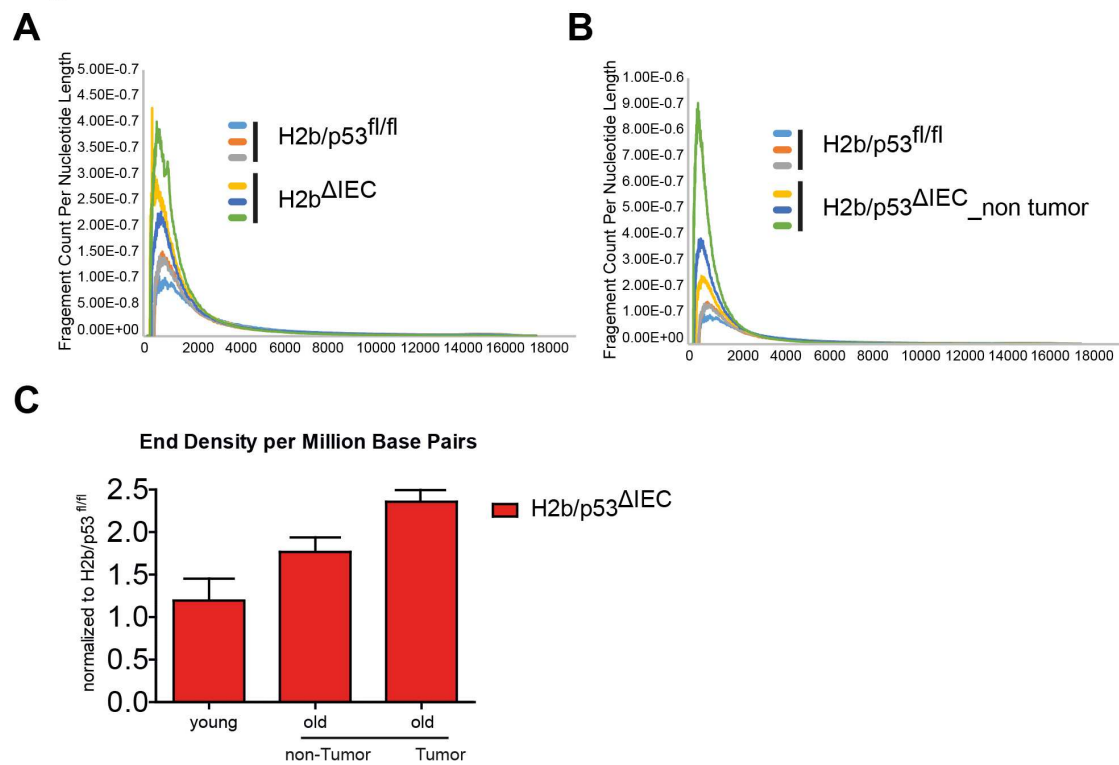 A
Fragement Count Per Nucleotide Length
5.00E-0.7
4.50E-0.7
4.00E-0.7
3.50E-0.7
3.00E-0.7
2.50E-0.7
2.00E-0.7
1.50E-0.7
1.00E-0.7
5.00E-0.8
0.00E+00
0 2000 4000 6000 8000 10000 12000 14000 16000 18000
H2b/p53fl/fl
H2bΔIEC
B
Fragement Count Per Nucleotide Length
1.00E-0.6
9.00E-0.7
8.00E-0.6
7.00E-0.7
6.00E-0.7
5.00E-0.7
4.00E-0.7
3.00E-0.7
2.00E-0.7
1.00E-0.7
0.00E+00
0 2000 4000 6000 8000 10000 12000 14000 16000 18000
H2b/p53fl/fl
H2b/p53ΔIEC_non tumor
C
End Density per Million Base Pairs
normalized to H2b/p53 fl/fl
2.5
2.0
1.5
1.0
0.5
0.0
young old old
non-Tumor Tumor
H2b/p53ΔIEC